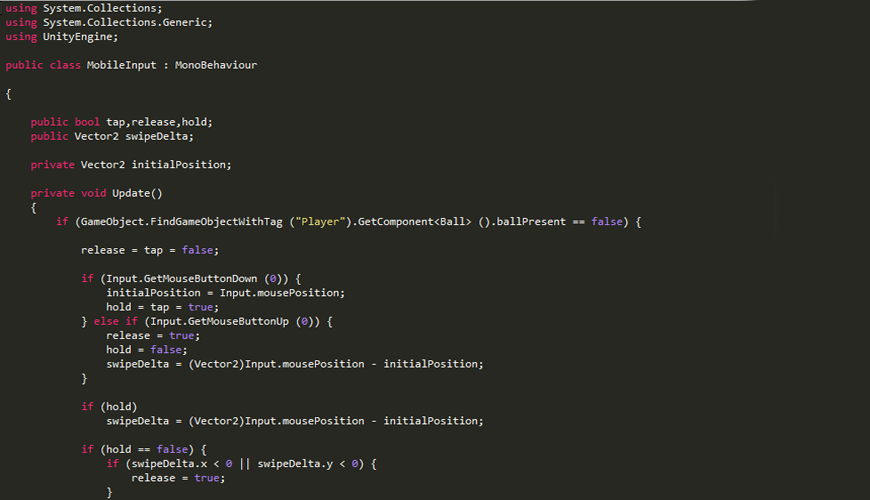 using System.Collections;
using System.Collections.Generic;
using UnityEngine;
public class MobileInput : MonoBehaviour
{
public bool tap,release,hold;
public Vector2 swipeDelta;
private Vector2 initialPosition;
private void Update()
{
if (GameObject.FindGameObjectWithTag ("Player").GetComponent<Ball> ().ballPresent == false) {
release = tap = false;
if (Input.GetMouseButtonDown (0)) {
initialPosition = Input.mousePosition;
hold = tap = true;
} else if (Input.GetMouseButtonUp (0)) {
release = true;
hold = false;
swipeDelta = (Vector2)Input.mousePosition - initialPosition;
}
if (hold)
swipeDelta = (Vector2)Input.mousePosition - initialPosition;
if (hold == false) {
if (swipeDelta.x < 0 || swipeDelta.y < 0) {
release = true;
}